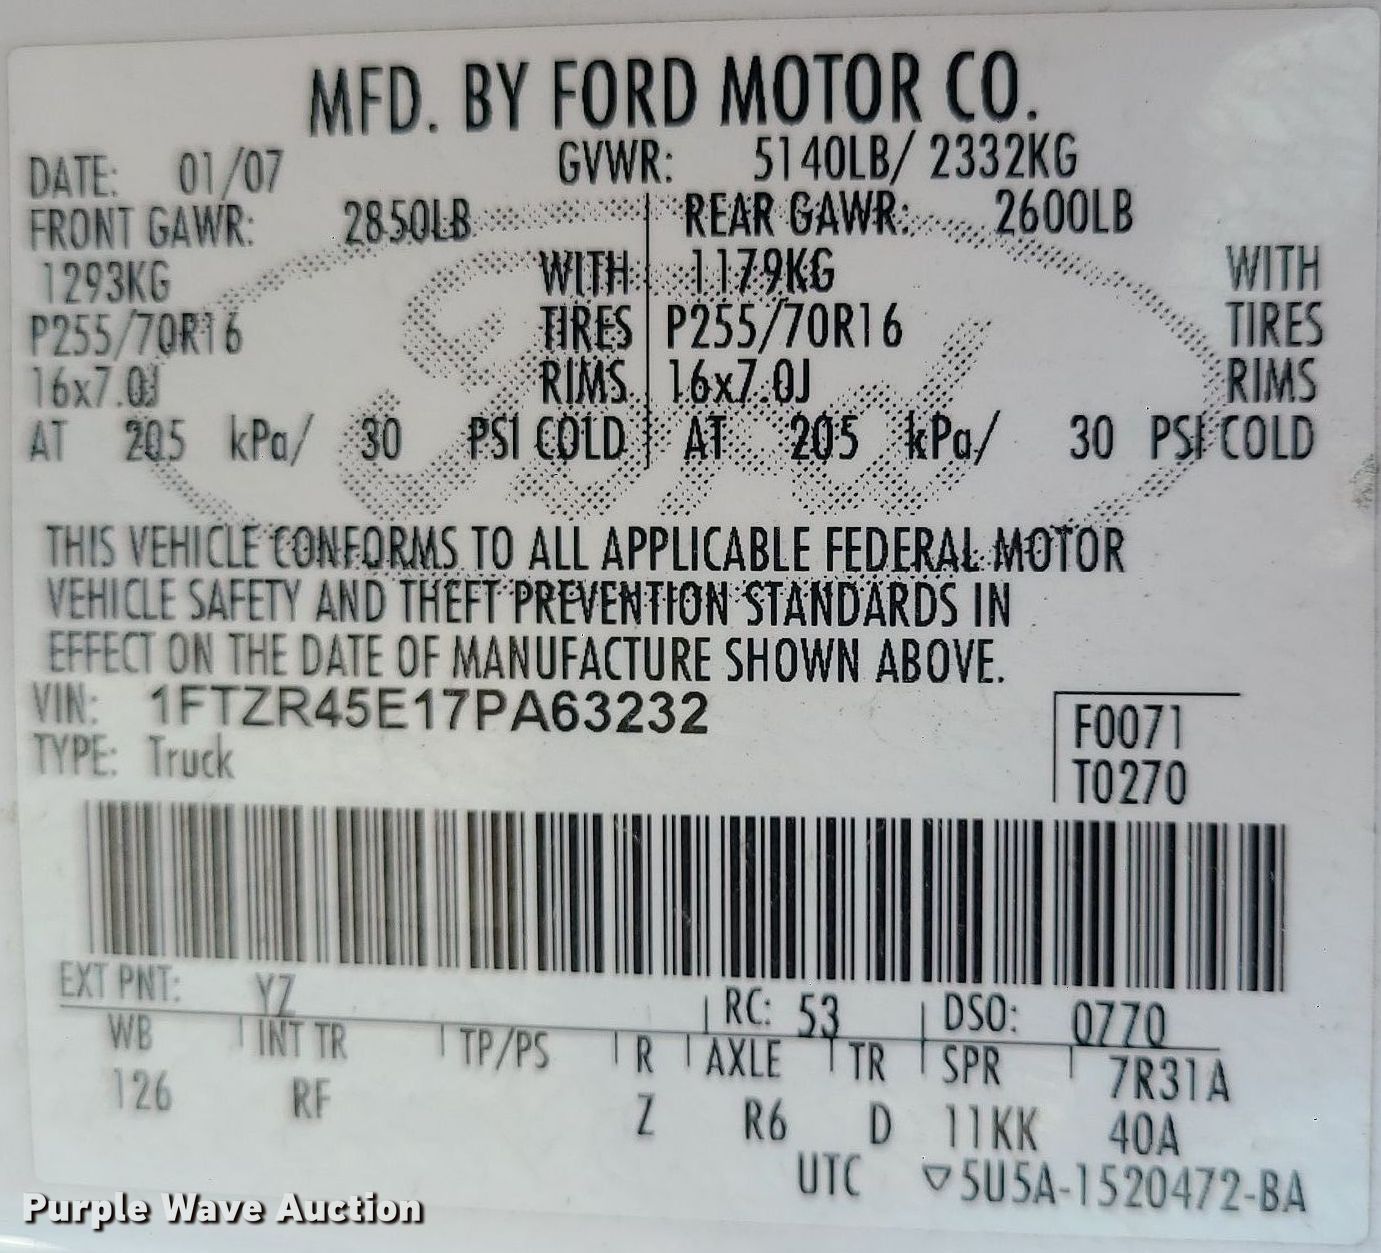 MFD. BY FORD MOTOR CO.
DATE: 01/07 GVWR: 5140LB/ 2332KG
FRONT GAWR: 2850LB REAR GAWR: 2600LB
1293KG WITH 1179KG WITH
P255/70R16 TIRES P255/70R16 TIRES
16x7.0J RIMS 16x7.0J RIMS
AT 205 kPa/ 30 PSI COLD AT 205 kPa/ 30 PSI COLD
THIS VEHICLE CONFORMS TO ALL APPLICABLE FEDERAL MOTOR
VEHICLE SAFETY AND THEFT PREVENTION STANDARDS IN
EFFECT ON THE DATE OF MANUFACTURE SHOWN ABOVE.
VIN: 1FTZR45E17PA63232
TYPE: Truck
F0071
T0270
EXT PNT: YZ RC: 53 DSO: 0770
WB INT TR TP/PS R AXLE TR SPR 7R31A
126 RF Z R6 D 11KK 40A
UTC ▽5U5A-1520472-BA
Purple Wave Auction